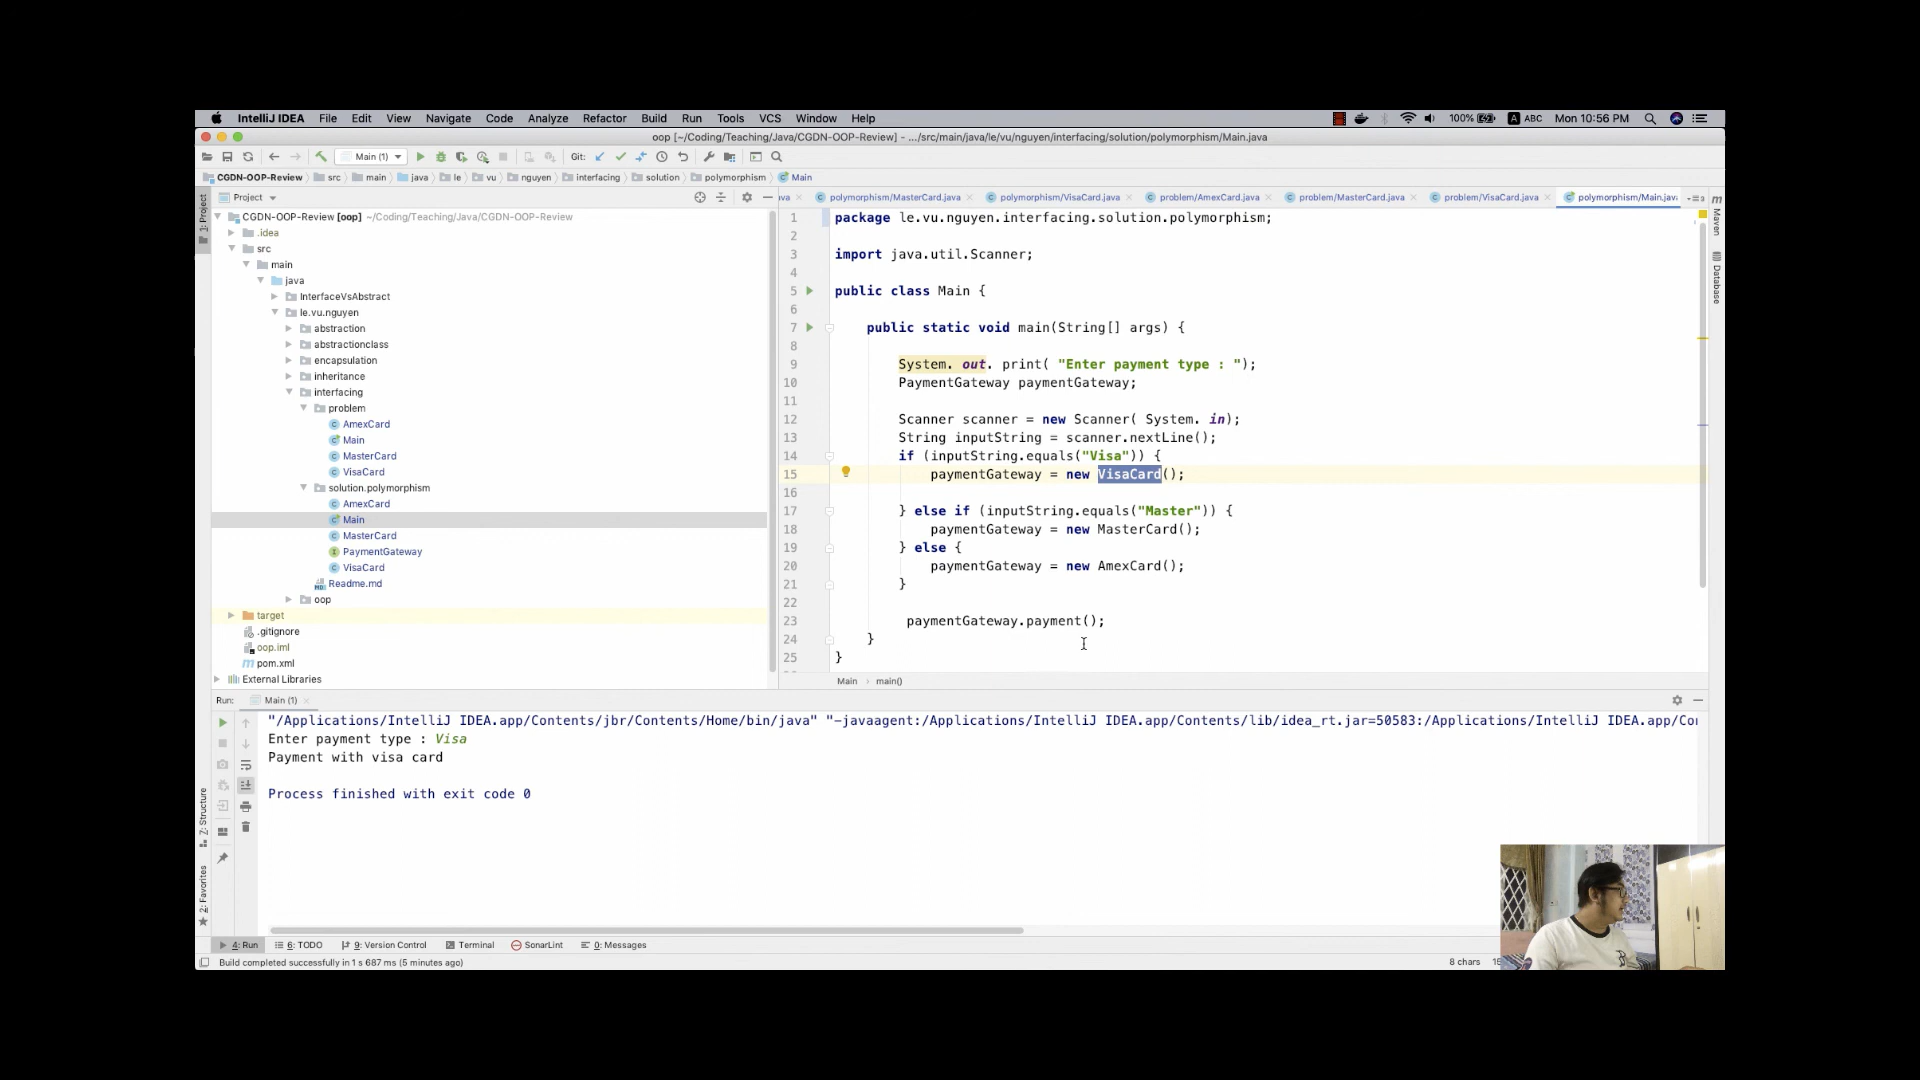 IntelliJ IDEA File Edit View Navigate Code Analyze Refactor Build Run Tools VCS Window Help 100% A ABC Mon 10:56 PM
oop [~/Coding/Teaching/Java/CGDN-OOP-Review] - .../src/main/java/le/vu/nguyen/interfacing/solution/polymorphism/Main.java
Main (1) Git:
CGDN-OOP-Review src main java le vu nguyen interfacing solution polymorphism Main
Project
ava polymorphism/MasterCard.java polymorphism/VisaCard.java problem/AmexCard.java problem/MasterCard.java problem/VisaCard.java polymorphism/Main.java
1: Project
CGDN-OOP-Review [oop] ~/Coding/Teaching/Java/CGDN-OOP-Review
.idea
src
main
java
InterfaceVsAbstract
le.vu.nguyen
abstraction
abstractionclass
encapsulation
inheritance
interfacing
problem
AmexCard
Main
MasterCard
VisaCard
solution.polymorphism
AmexCard
Main
MasterCard
PaymentGateway
VisaCard
Readme.md
oop
target
.gitignore
oop.iml
pom.xml
External Libraries
1 package le.vu.nguyen.interfacing.solution.polymorphism;
2
3 import java.util.Scanner;
4
5 public class Main {
6
7 public static void main(String[] args) {
8
9 System. out. print( "Enter payment type : ");
10 PaymentGateway paymentGateway;
11
12 Scanner scanner = new Scanner( System. in);
13 String inputString = scanner.nextLine();
14 if (inputString.equals("Visa")) {
15 paymentGateway = new VisaCard();
16
17 } else if (inputString.equals("Master")) {
18 paymentGateway = new MasterCard();
19 } else {
20 paymentGateway = new AmexCard();
21 }
22
23 paymentGateway.payment();
24 }
25 }
Main main()
Maven
Database
Run: Main (1)
"/Applications/IntelliJ IDEA.app/Contents/jbr/Contents/Home/bin/java" "-javaagent:/Applications/IntelliJ IDEA.app/Contents/lib/idea_rt.jar=50583:/Applications/IntelliJ IDEA.app/Co
Enter payment type : Visa
Payment with visa card
Process finished with exit code 0
Z: Structure
2: Favorites
4: Run 6: TODO 9: Version Control Terminal SonarLint 0: Messages
Build completed successfully in 1 s 687 ms (5 minutes ago)
8 chars 15